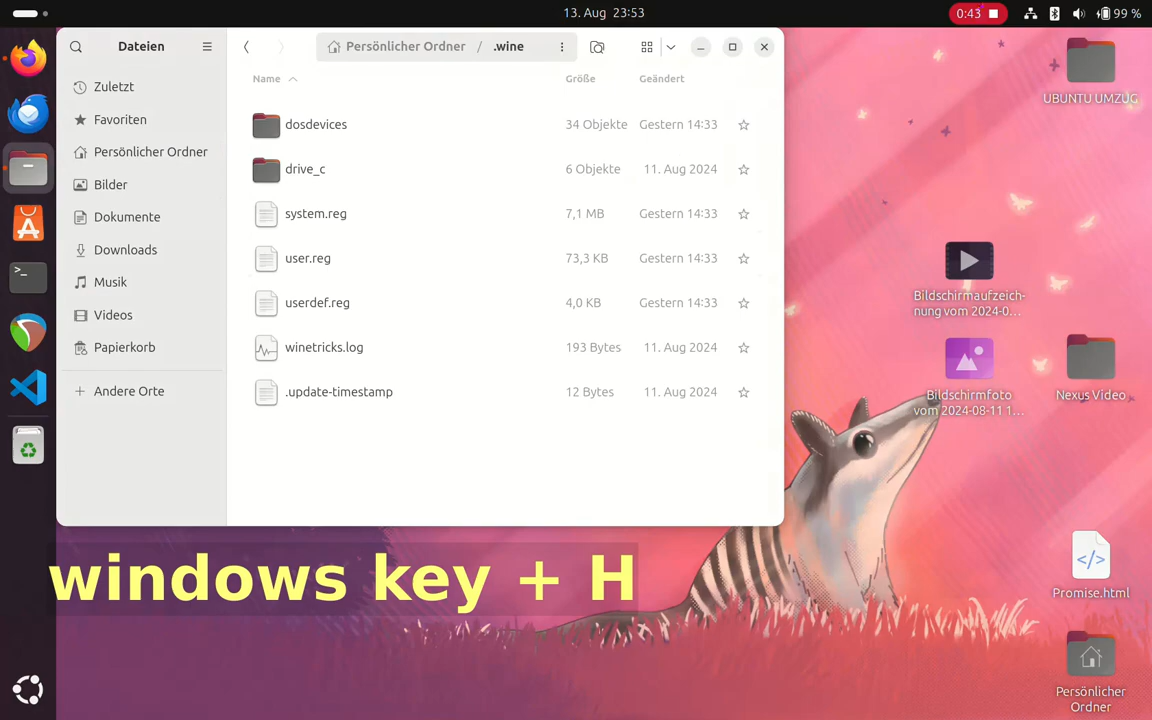 13. Aug 23:53
0:43
99 %
Dateien
Persönlicher Ordner / .wine
Name
Größe
Geändert
Zuletzt
Favoriten
Persönlicher Ordner
Bilder
Dokumente
Downloads
Musik
Videos
Papierkorb
Andere Orte
dosdevices 34 Objekte Gestern 14:33
drive_c 6 Objekte 11. Aug 2024
system.reg 7,1 MB Gestern 14:33
user.reg 73,3 KB Gestern 14:33
userdef.reg 4,0 KB Gestern 14:33
winetricks.log 193 Bytes 11. Aug 2024
.update-timestamp 12 Bytes 11. Aug 2024
UBUNTU UMZUG
Bildschirmaufzeich-
nung vom 2024-0...
Bildschirmfoto
vom 2024-08-11 1...
Nexus Video
Promise.html
Persönlicher
Ordner
windows key + H